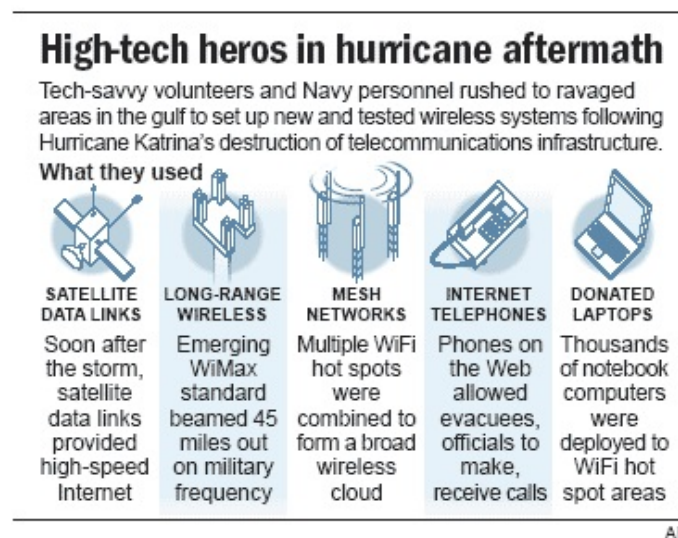 High-tech heros in hurricane aftermath
Tech-savvy volunteers and Navy personnel rushed to ravaged
areas in the gulf to set up new and tested wireless systems following
Hurricane Katrina's destruction of telecommunications infrastructure.
What they used
SATELLITE
DATA LINKS
Soon after
the storm,
satellite
data links
provided
high-speed
Internet
LONG-RANGE
WIRELESS
Emerging
WiMax
standard
beamed 45
miles out
on military
frequency
MESH
NETWORKS
Multiple WiFi
hot spots
were
combined to
form a broad
wireless
cloud
INTERNET
TELEPHONES
Phones on
the Web
allowed
evacuees,
officials to
make,
receive calls
DONATED
LAPTOPS
Thousands
of notebook
computers
were
deployed to
WiFi hot
spot areas